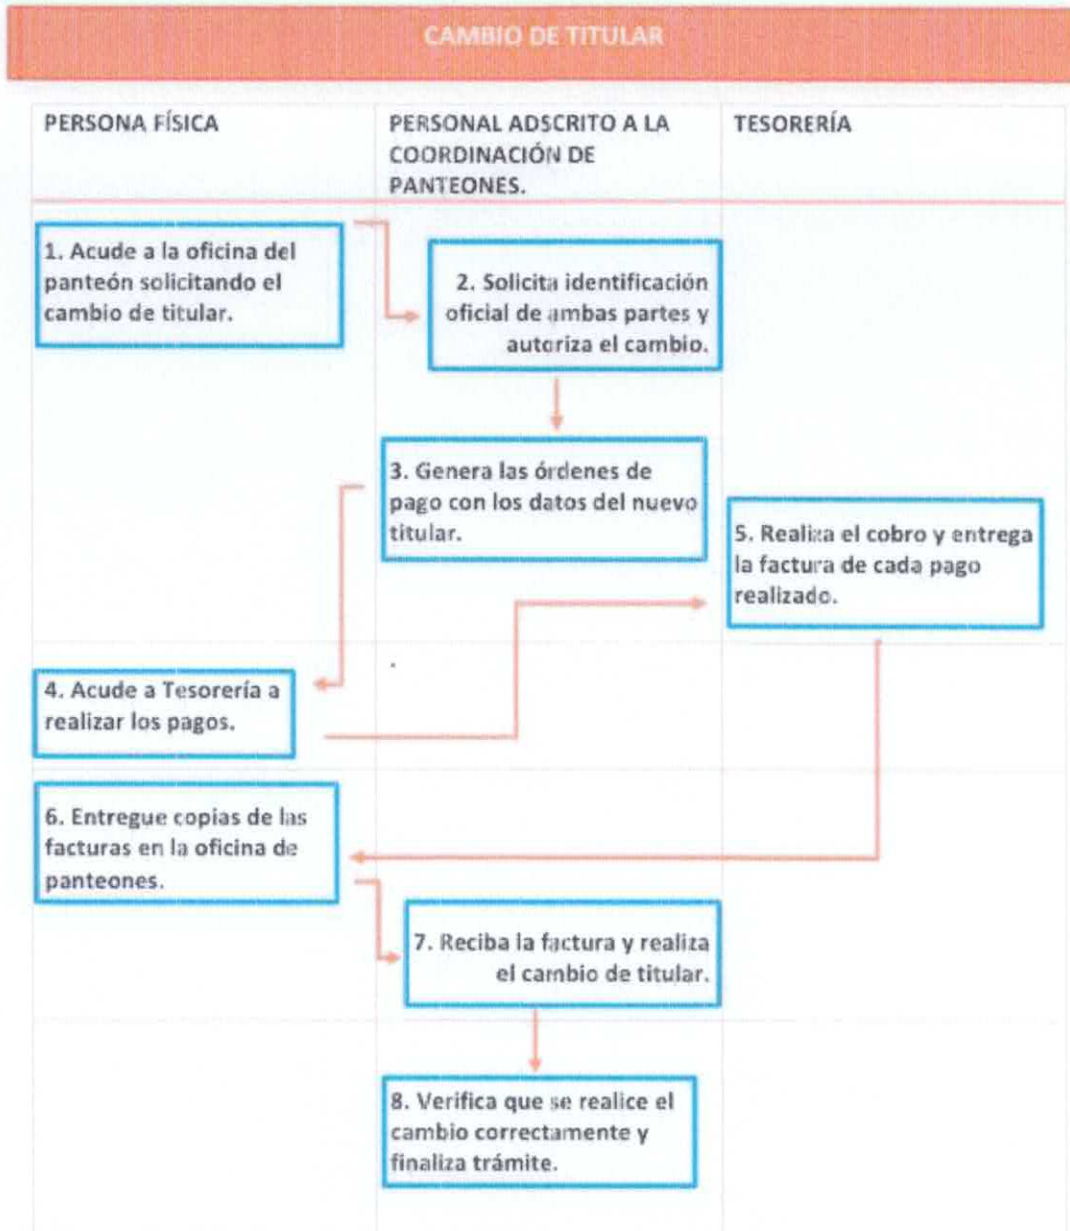 CAMBIO DE TITULAR
PERSONA FÍSICA
PERSONAL ADSCRITO A LA
COORDINACIÓN DE
PANTEONES.
TESORERÍA
1. Acude a la oficina del
panteón solicitando el
cambio de titular.
2. Solicita identificación
oficial de ambas partes y
autoriza el cambio.
3. Genera las órdenes de
pago con los datos del nuevo
titular.
4. Acude a Tesorería a
realizar los pagos.
5. Realiza el cobro y entrega
la factura de cada pago
realizado.
6. Entregue copias de las
facturas en la oficina de
panteones.
7. Reciba la factura y realiza
el cambio de titular.
8. Verifica que se realice el
cambio correctamente y
finaliza trámite.